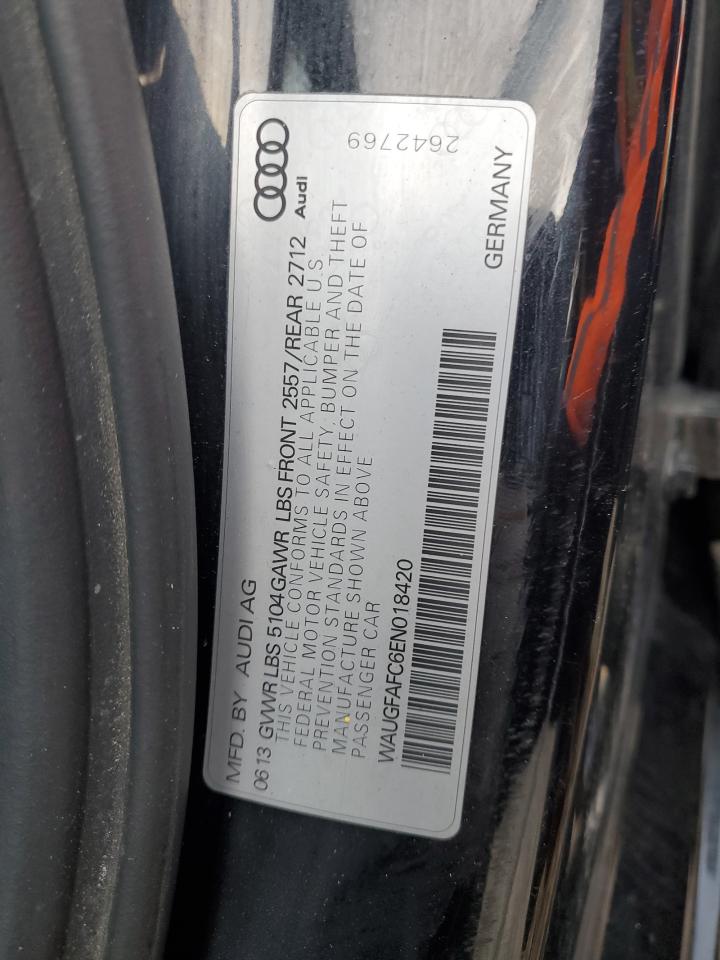 MFD. BY AUDI AG
0613 GVWR LBS 5104 GAWR LBS FRONT 2557/REAR 2712
Audi
THIS VEHICLE CONFORMS TO ALL APPLICABLE U.S
FEDERAL MOTOR VEHICLE SAFETY, BUMPER AND THEFT
PREVENTION STANDARDS IN EFFECT ON THE DATE OF
MANUFACTURE SHOWN ABOVE
PASSENGER CAR
WAUGFAFC6EN018420
GERMANY
2642769